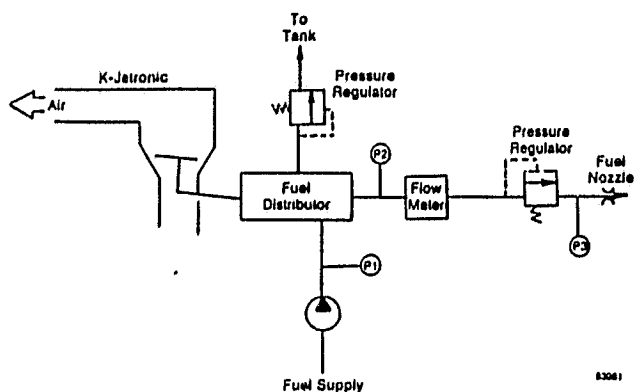 To
Tank
K-Jetronic
Air
Pressure
Regulator
Pressure
Regulator
Fuel
Nozzle
P2
Fuel
Distributor
Flow
Meter
P3
P1
Fuel Supply